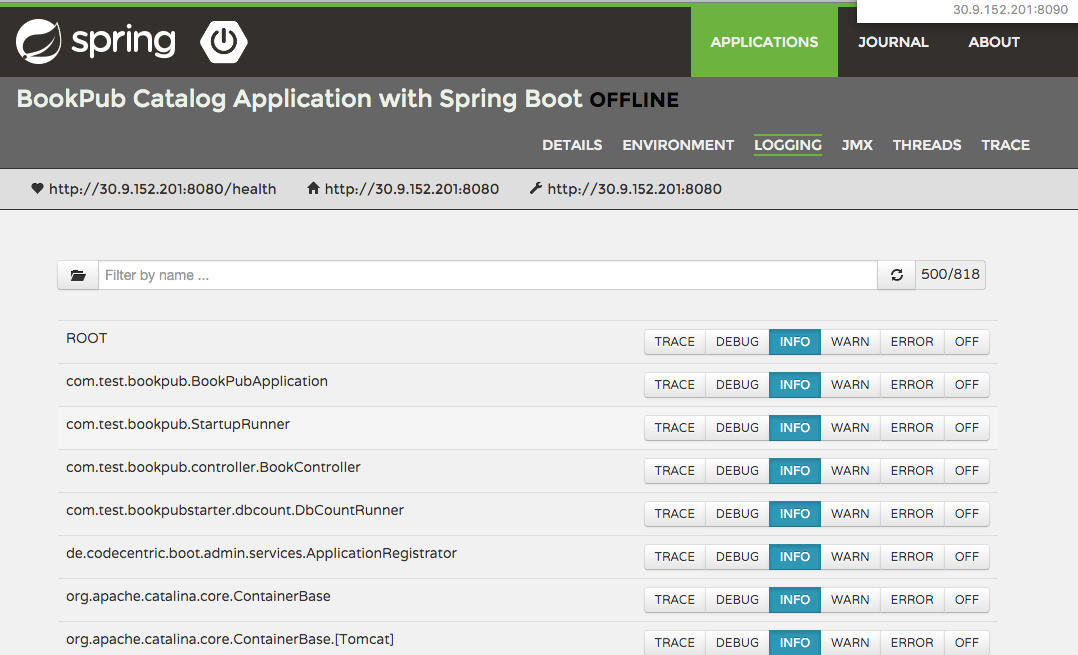 30.9.152.201:8090
spring
APPLICATIONS JOURNAL ABOUT
BookPub Catalog Application with Spring Boot OFFLINE
DETAILS ENVIRONMENT LOGGING JMX THREADS TRACE
http://30.9.152.201:8080/health http://30.9.152.201:8080 http://30.9.152.201:8080
Filter by name ... 500/818
ROOT TRACE DEBUG INFO WARN ERROR OFF
com.test.bookpub.BookPubApplication TRACE DEBUG INFO WARN ERROR OFF
com.test.bookpub.StartupRunner TRACE DEBUG INFO WARN ERROR OFF
com.test.bookpub.controller.BookController TRACE DEBUG INFO WARN ERROR OFF
com.test.bookpubstarter.dbcount.DbCountRunner TRACE DEBUG INFO WARN ERROR OFF
de.codecentric.boot.admin.services.ApplicationRegistrator TRACE DEBUG INFO WARN ERROR OFF
org.apache.catalina.core.ContainerBase TRACE DEBUG INFO WARN ERROR OFF
org.apache.catalina.core.ContainerBase.[Tomcat] TRACE DEBUG INFO WARN ERROR OFF